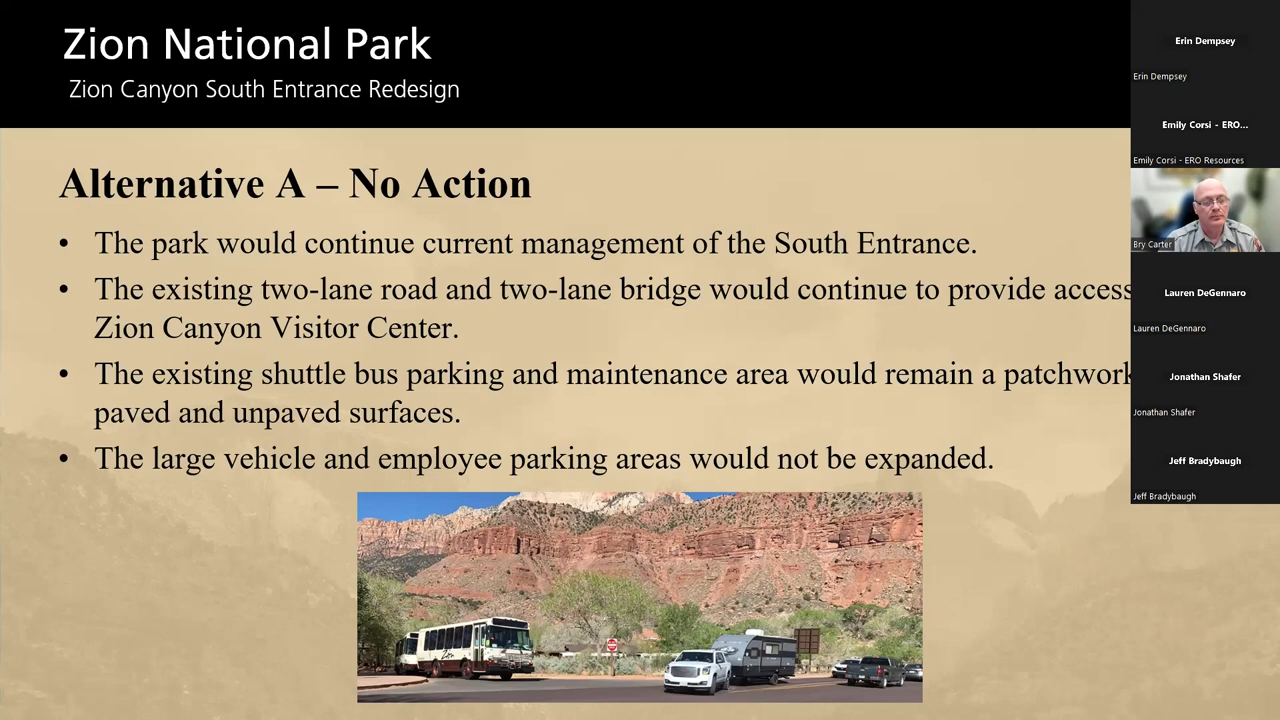 Zion National Park
Zion Canyon South Entrance Redesign
Alternative A – No Action
• The park would continue current management of the South Entrance.
• The existing two-lane road and two-lane bridge would continue to provide access
Zion Canyon Visitor Center.
• The existing shuttle bus parking and maintenance area would remain a patchwork
paved and unpaved surfaces.
• The large vehicle and employee parking areas would not be expanded.
Erin Dempsey
Erin Dempsey
Emily Corsi - ERO...
Emily Corsi - ERO Resources
Bry Carter
Lauren DeGennaro
Lauren DeGennaro
Jonathan Shafer
Jonathan Shafer
Jeff Bradybaugh
Jeff Bradybaugh